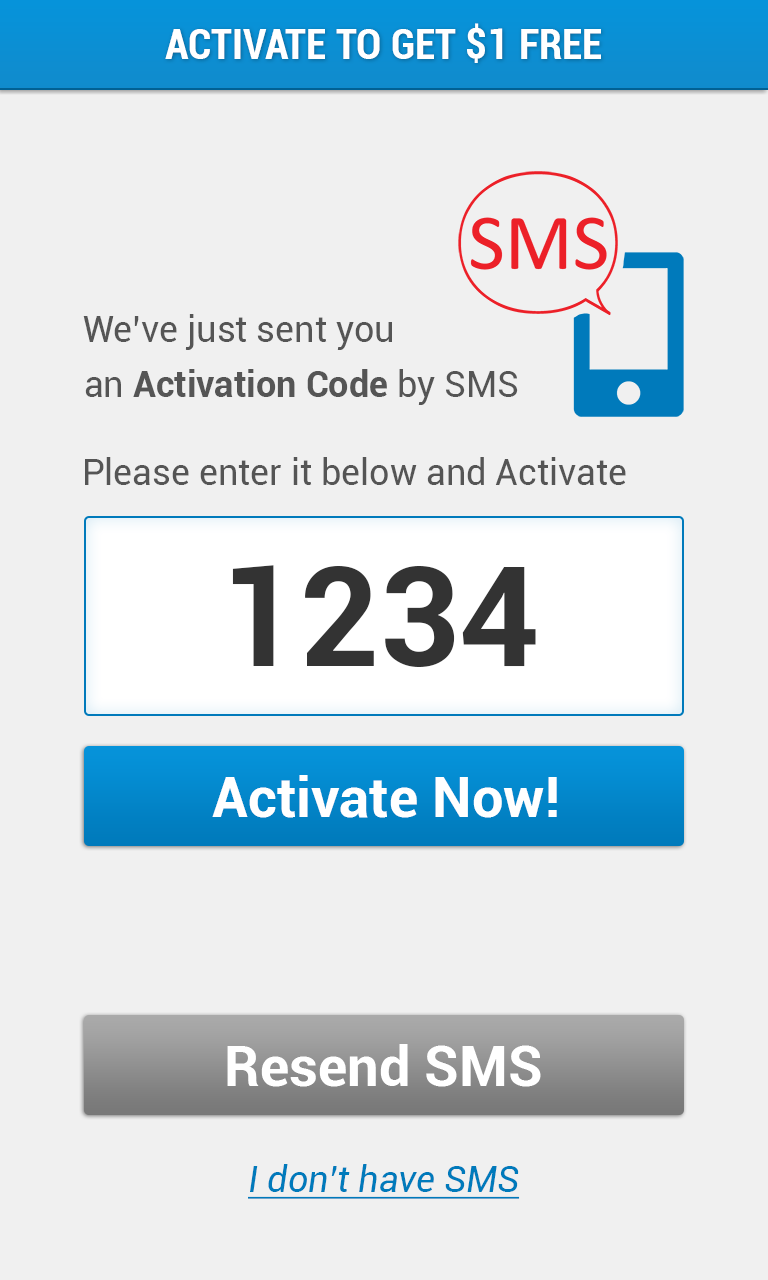 ACTIVATE TO GET $1 FREE
SMS
We've just sent you
an Activation Code by SMS
Please enter it below and Activate
1234
Activate Now!
Resend SMS
I don't have SMS